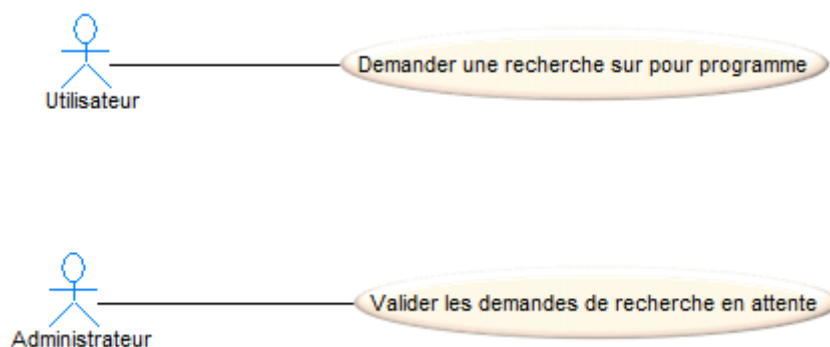 Demander une recherche sur pour programme
Utilisateur
Valider les demandes de recherche en attente
Administrateur